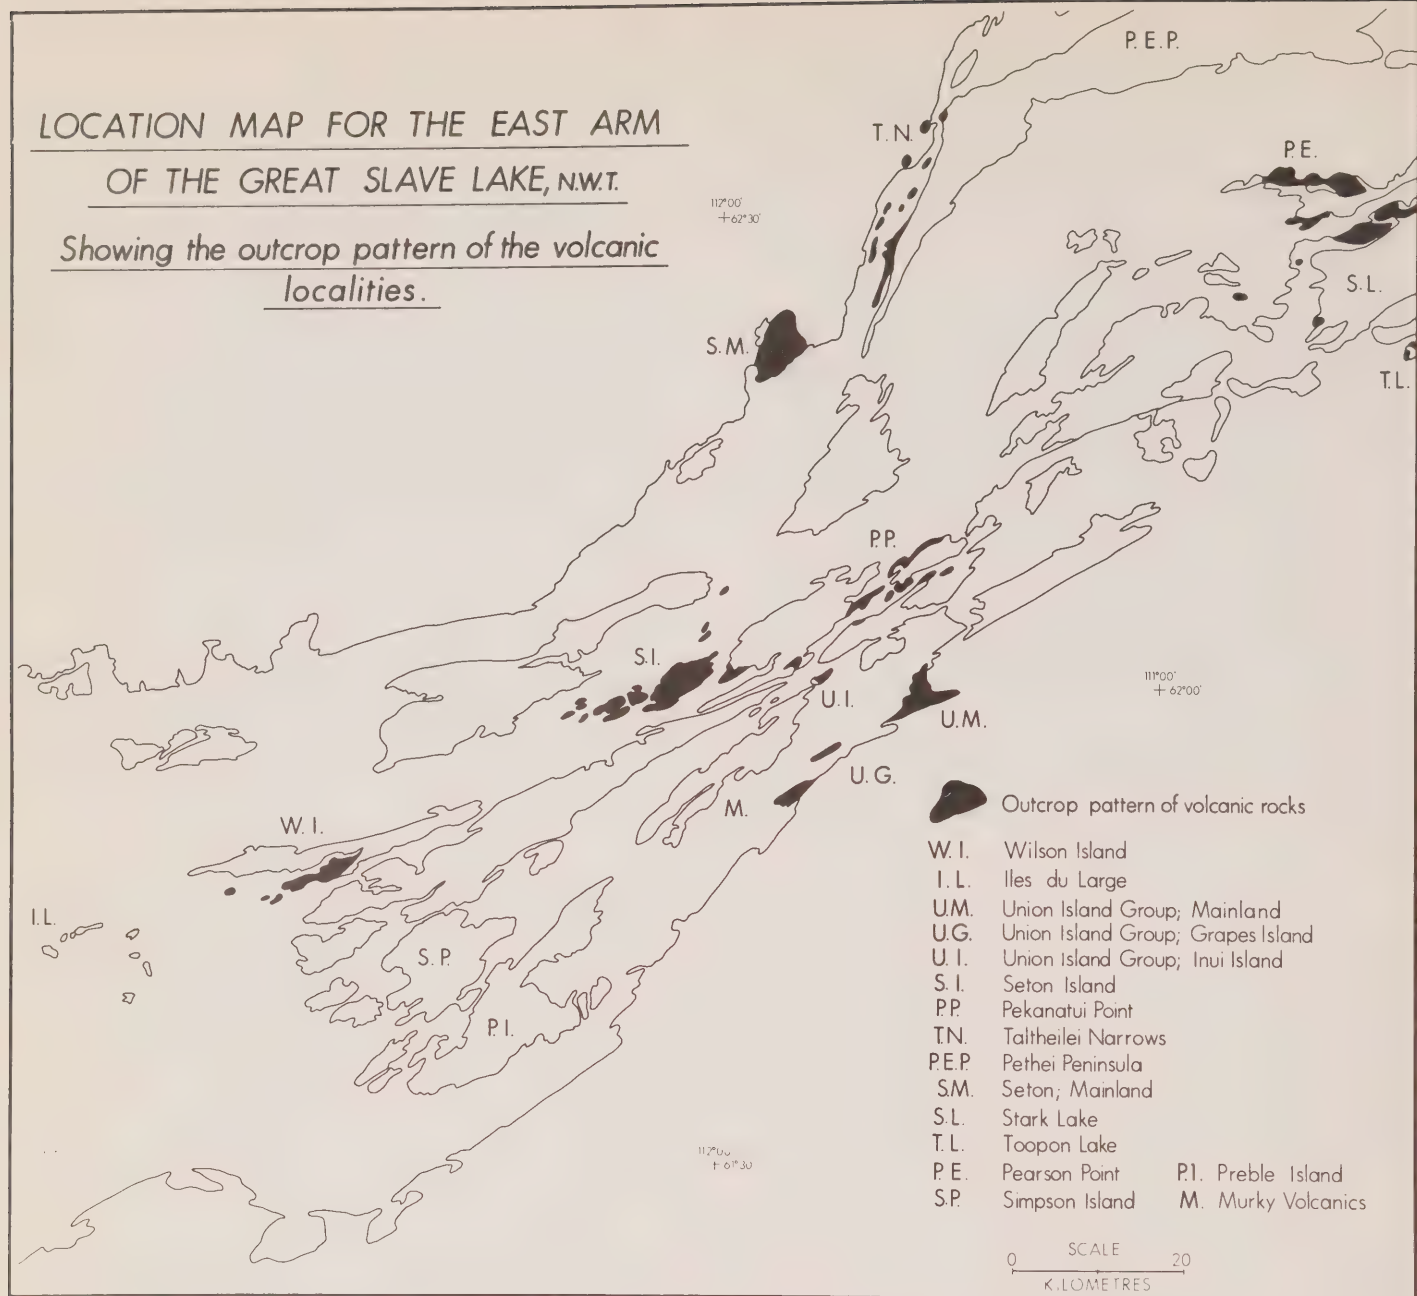 LOCATION MAP FOR THE EAST ARM
OF THE GREAT SLAVE LAKE, N.W.T.
Showing the outcrop pattern of the volcanic
localities.
P.E.P.
T.N.
P.E.
112°00'
+62°30'
S.L.
S.M.
T.L.
P.P.
S.I.
U.I.
111°00'
+ 62°00'
U.M.
U.G.
M.
W.I.
I.L.
S.P.
P.I.
112°00
+ 61°30
Outcrop pattern of volcanic rocks
W.I. Wilson Island
I.L. Iles du Large
U.M. Union Island Group; Mainland
U.G. Union Island Group; Grapes Island
U.I. Union Island Group; Inui Island
S.I. Seton Island
P.P. Pekanatui Point
T.N. Taltheilei Narrows
P.E.P. Pethei Peninsula
S.M. Seton; Mainland
S.L. Stark Lake
T.L. Toopon Lake
P.E. Pearson Point P.I. Preble Island
S.P. Simpson Island M. Murky Volcanics
SCALE
0 20
KILOMETRES